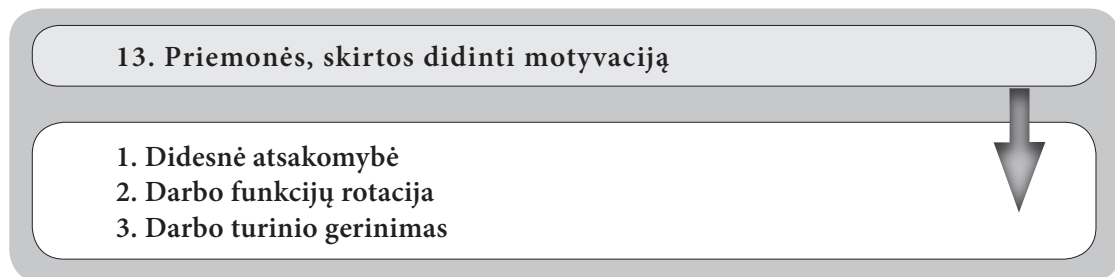 13. Priemonės, skirtos didinti motyvaciją
1. Didesnė atsakomybė
2. Darbo funkcijų rotacija
3. Darbo turinio gerinimas